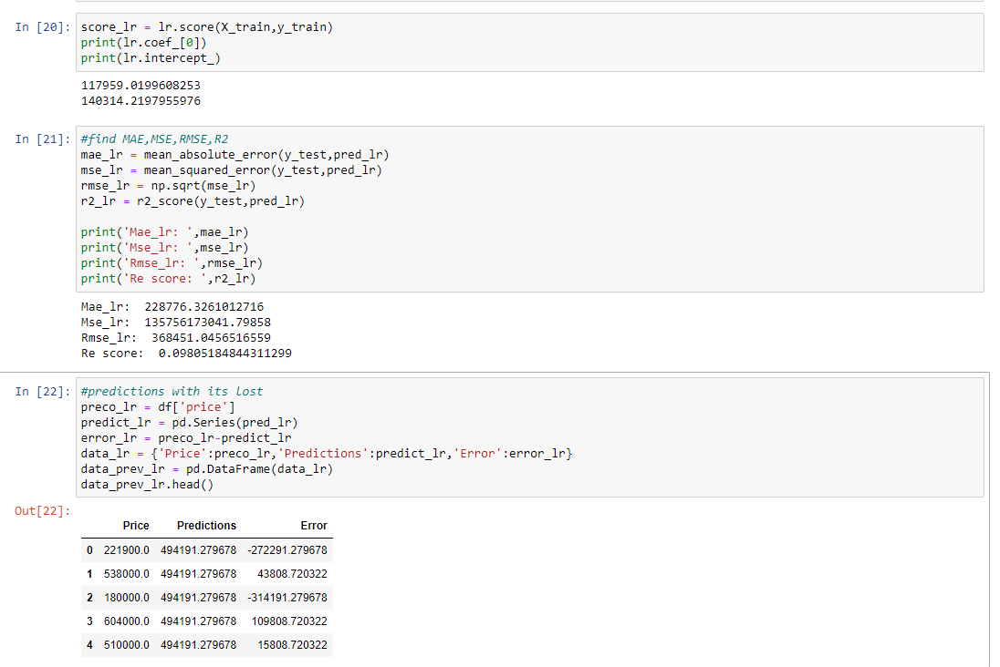 In [20]: score_lr = lr.score(X_train,y_train)
print(lr.coef_[0])
print(lr.intercept_)
117959.0199608253
140314.2197955976
In [21]: #find MAE,MSE,RMSE,R2
mae_lr = mean_absolute_error(y_test,pred_lr)
mse_lr = mean_squared_error(y_test,pred_lr)
rmse_lr = np.sqrt(mse_lr)
r2_lr = r2_score(y_test,pred_lr)
print('Mae_lr: ',mae_lr)
print('Mse_lr: ',mse_lr)
print('Rmse_lr: ',rmse_lr)
print('Re score: ',r2_lr)
Mae_lr:  228776.3261012716
Mse_lr:  135756173041.79858
Rmse_lr:  368451.0456516559
Re score:  0.09805184844311299
In [22]: #predictions with its lost
preco_lr = df['price']
predict_lr = pd.Series(pred_lr)
error_lr = preco_lr-predict_lr
data_lr = {'Price':preco_lr,'Predictions':predict_lr,'Error':error_lr}
data_prev_lr = pd.DataFrame(data_lr)
data_prev_lr.head()
Out[22]:
Price Predictions Error
0 221900.0 494191.279678 -272291.279678
1 538000.0 494191.279678 43808.720322
2 180000.0 494191.279678 -314191.279678
3 604000.0 494191.279678 109808.720322
4 510000.0 494191.279678 15808.720322